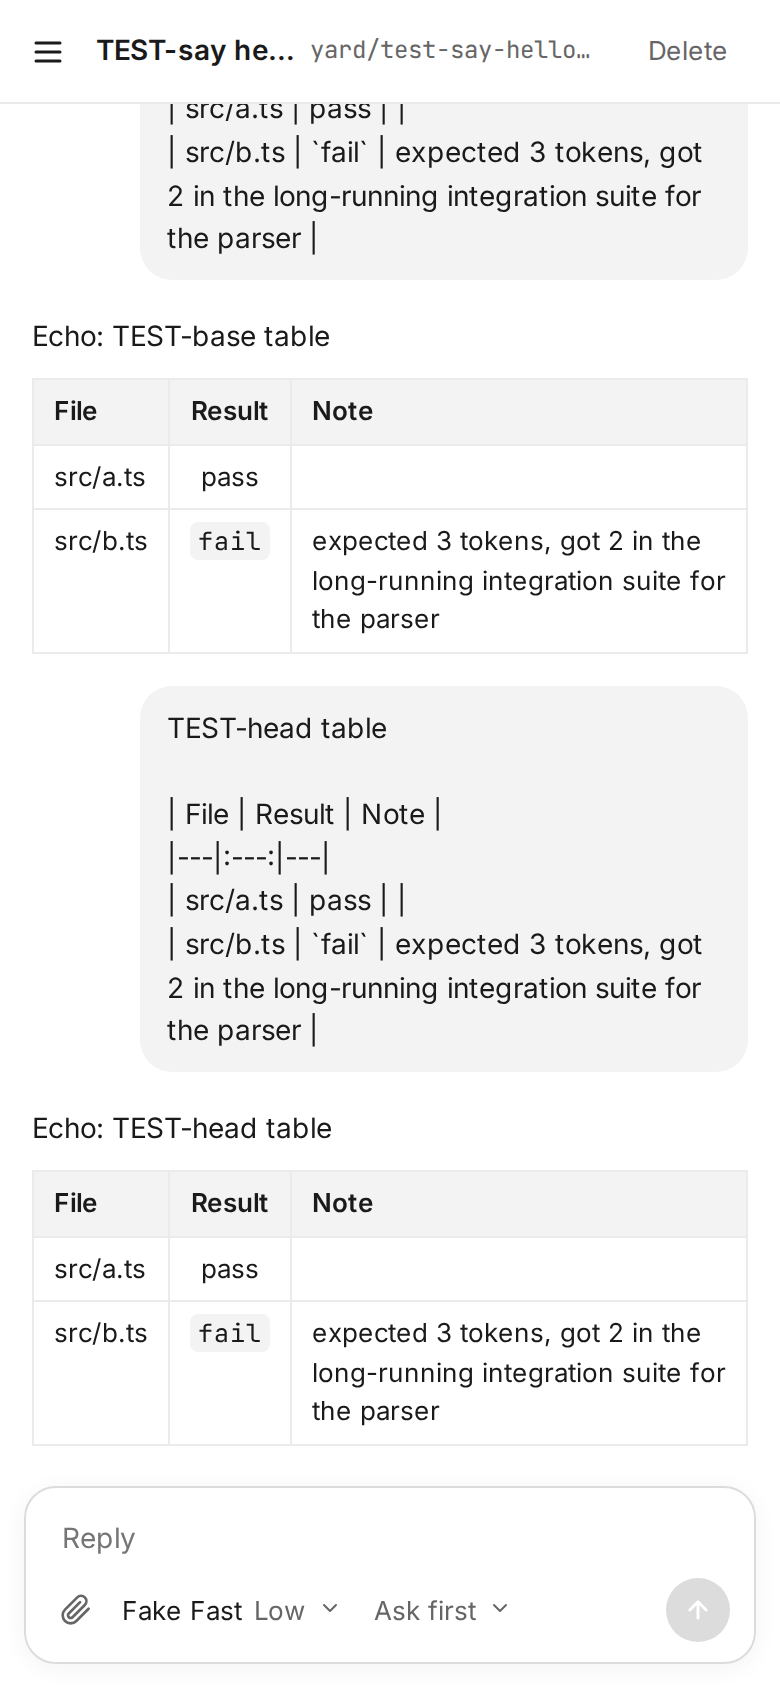 TEST-say he... yard/test-say-hello… Delete
| src/a.ts | pass | |
| src/b.ts | `fail` | expected 3 tokens, got
2 in the long-running integration suite for
the parser |
Echo: TEST-base table
File Result Note
src/a.ts pass
src/b.ts fail expected 3 tokens, got 2 in the
long-running integration suite for
the parser
TEST-head table
| File | Result | Note |
|---|:---:|---|
| src/a.ts | pass | |
| src/b.ts | `fail` | expected 3 tokens, got
2 in the long-running integration suite for
the parser |
Echo: TEST-head table
File Result Note
src/a.ts pass
src/b.ts fail expected 3 tokens, got 2 in the
long-running integration suite for
the parser
Reply
Fake Fast Low Ask first